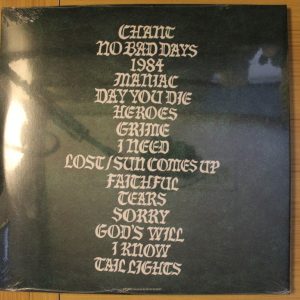 CHANT
NO BAD DAYS
1984
MANIAC
DAY YOU DIE
HEROES
GRIME
I NEED
LOST/SUN COMES UP
FAITHFUL
TEARS
SORRY
GOD'S WILL
I KNOW
TAIL LIGHTS